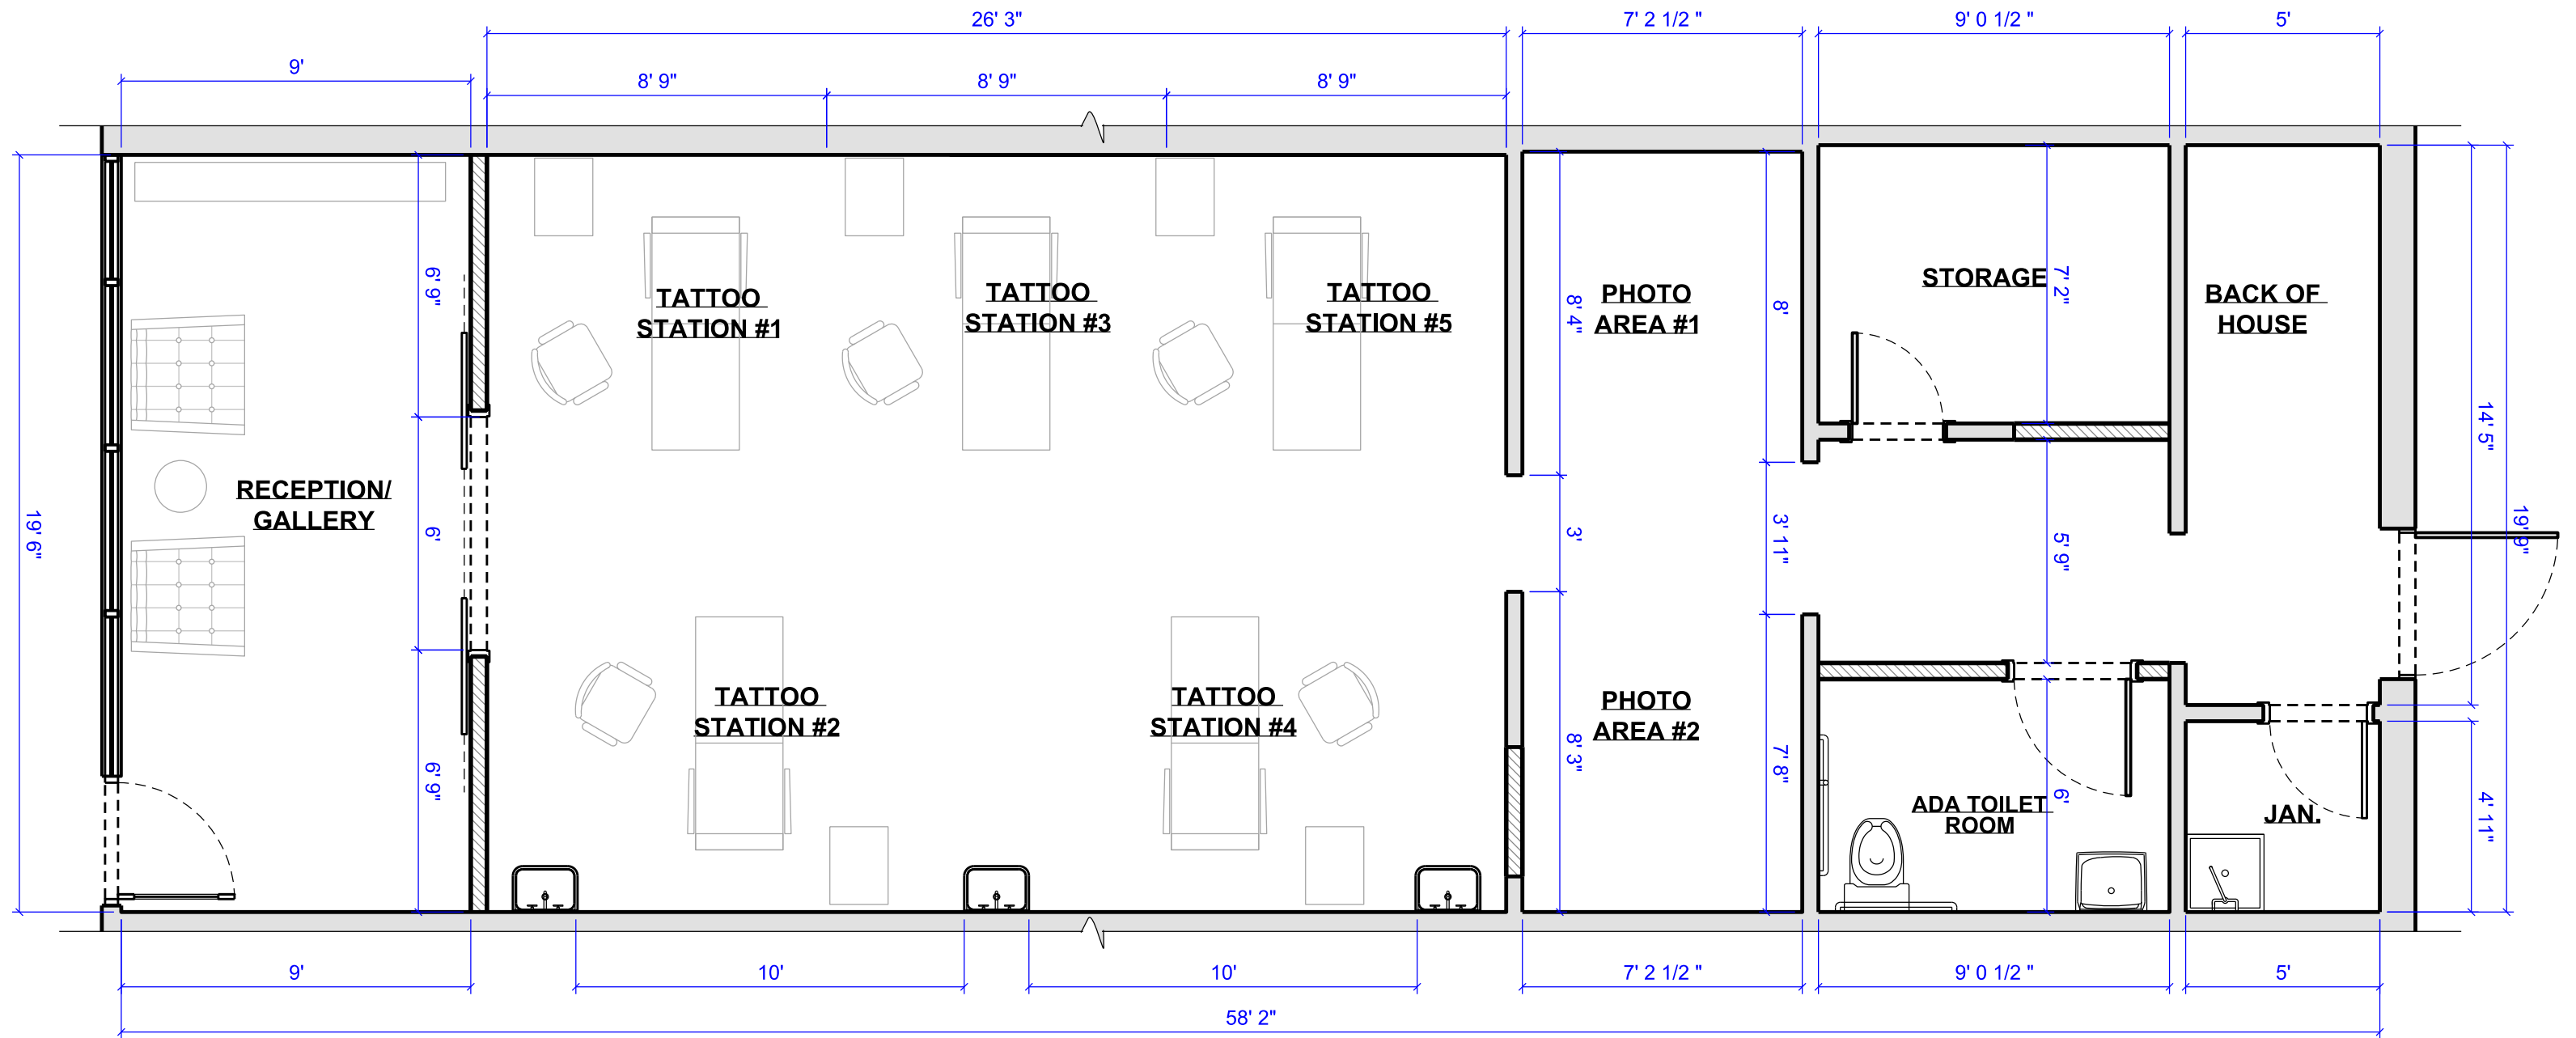 26' 3"
7' 2 1/2 "
9' 0 1/2 "
5'
9'
8' 9"
8' 9"
8' 9"
19' 6"
6' 9"
6'
6' 9"
RECEPTION/
GALLERY
TATTOO
STATION #1
TATTOO
STATION #3
TATTOO
STATION #5
TATTOO
STATION #2
TATTOO
STATION #4
8' 4"
3'
8' 3"
PHOTO
AREA #1
PHOTO
AREA #2
8'
3' 11"
7' 8"
STORAGE
7' 2"
5' 9"
6'
ADA TOILET
ROOM
BACK OF
HOUSE
JAN.
14' 5"
4' 11"
19' 9"
9'
10'
10'
7' 2 1/2 "
9' 0 1/2 "
5'
58' 2"